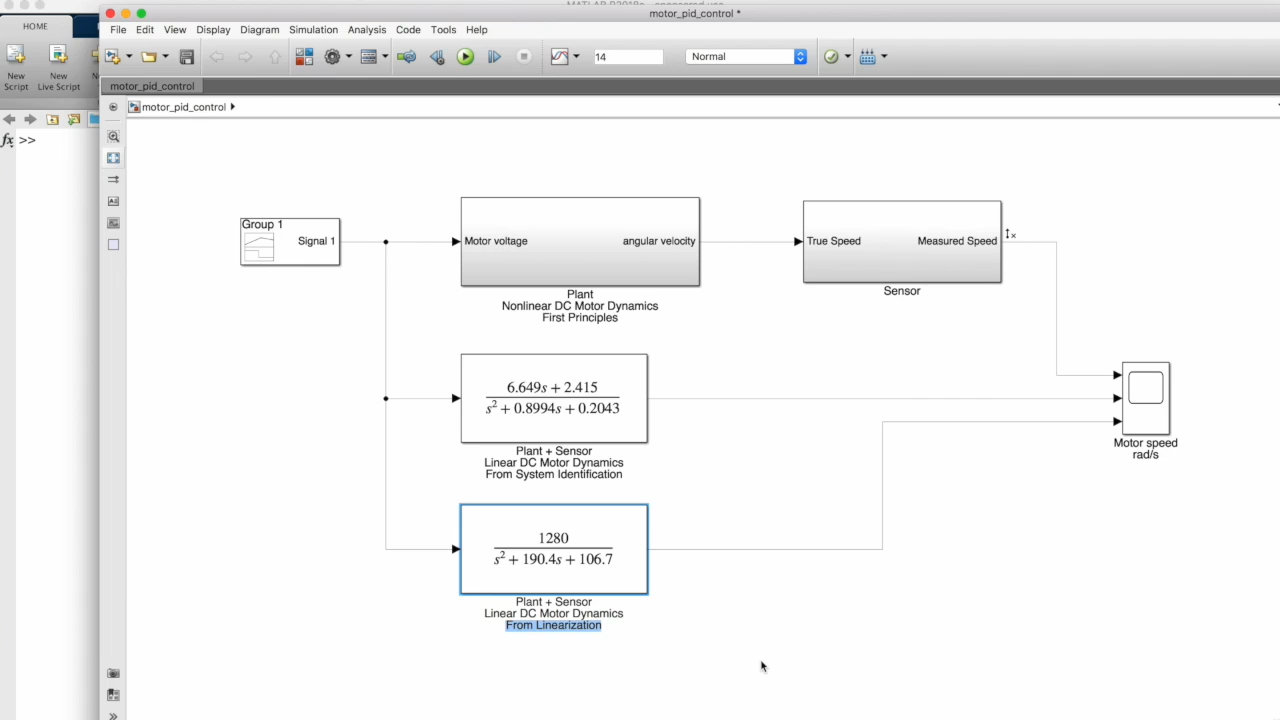 motor_pid_control *
HOME
File Edit View Display Diagram Simulation Analysis Code Tools Help
New
Script
New
Live Script
14
Normal
motor_pid_control
motor_pid_control
fx >>
Group 1
Signal 1
Motor voltage
angular velocity
True Speed
Measured Speed
Plant
Nonlinear DC Motor Dynamics
First Principles
Sensor
6.649s + 2.415
s² + 0.8994s + 0.2043
Plant + Sensor
Linear DC Motor Dynamics
From System Identification
Motor speed
rad/s
1280
s² + 190.4s + 106.7
Plant + Sensor
Linear DC Motor Dynamics
From Linearization